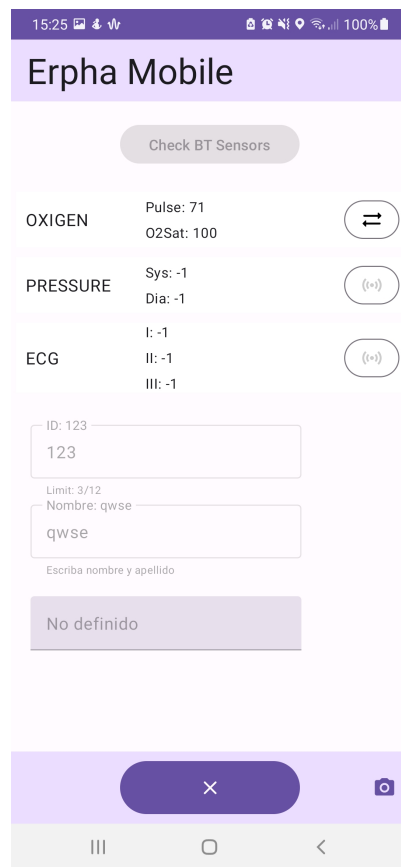 15:25
100%
Erpha Mobile
Check BT Sensors
OXIGEN
Pulse: 71
O2Sat: 100
PRESSURE
Sys: -1
Dia: -1
ECG
I: -1
II: -1
III: -1
ID: 123
123
Limit: 3/12
Nombre: qwse
qwse
Escriba nombre y apellido
No definido